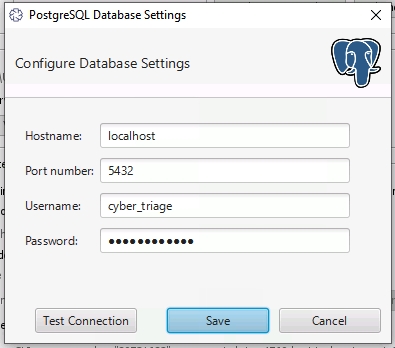 PostgreSQL Database Settings
Configure Database Settings
Hostname: localhost
Port number: 5432
Username: cyber_triage
Password: ●●●●●●●●●●●●
Test Connection Save Cancel